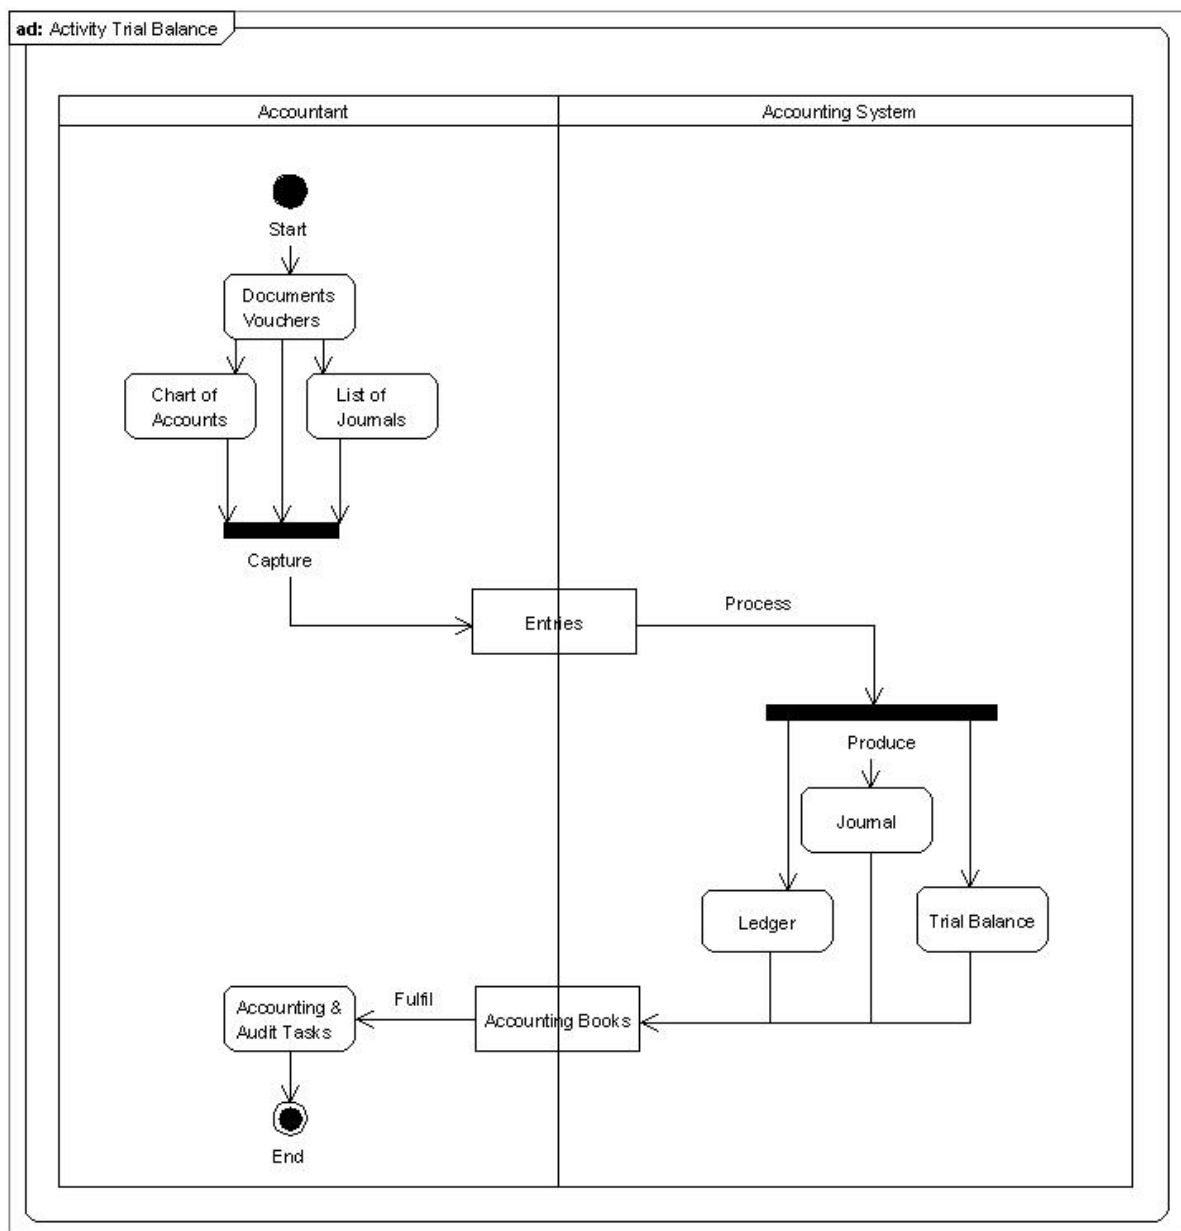 ad: Activity Trial Balance
Accountant
Accounting System
Start
Documents
Vouchers
Chart of
Accounts
List of
Journals
Capture
Entries
Process
Produce
Journal
Ledger
Trial Balance
Accounting &
Audit Tasks
Fulfil
Accounting Books
End